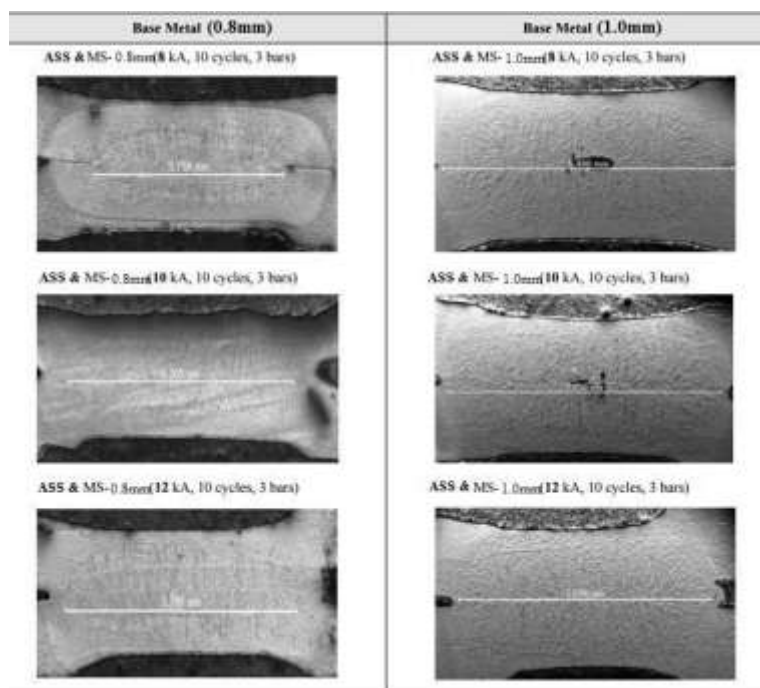 Base Metal (0.8mm)
Base Metal (1.0mm)
ASS & MS- 0.8mm(8 kA, 10 cycles, 3 bars)
ASS & MS- 1.0mm(8 kA, 10 cycles, 3 bars)
ASS & MS- 0.8mm(10 kA, 10 cycles, 3 bars)
ASS & MS- 1.0mm(10 kA, 10 cycles, 3 bars)
ASS & MS- 0.8mm(12 kA, 10 cycles, 3 bars)
ASS & MS- 1.0mm(12 kA, 10 cycles, 3 bars)